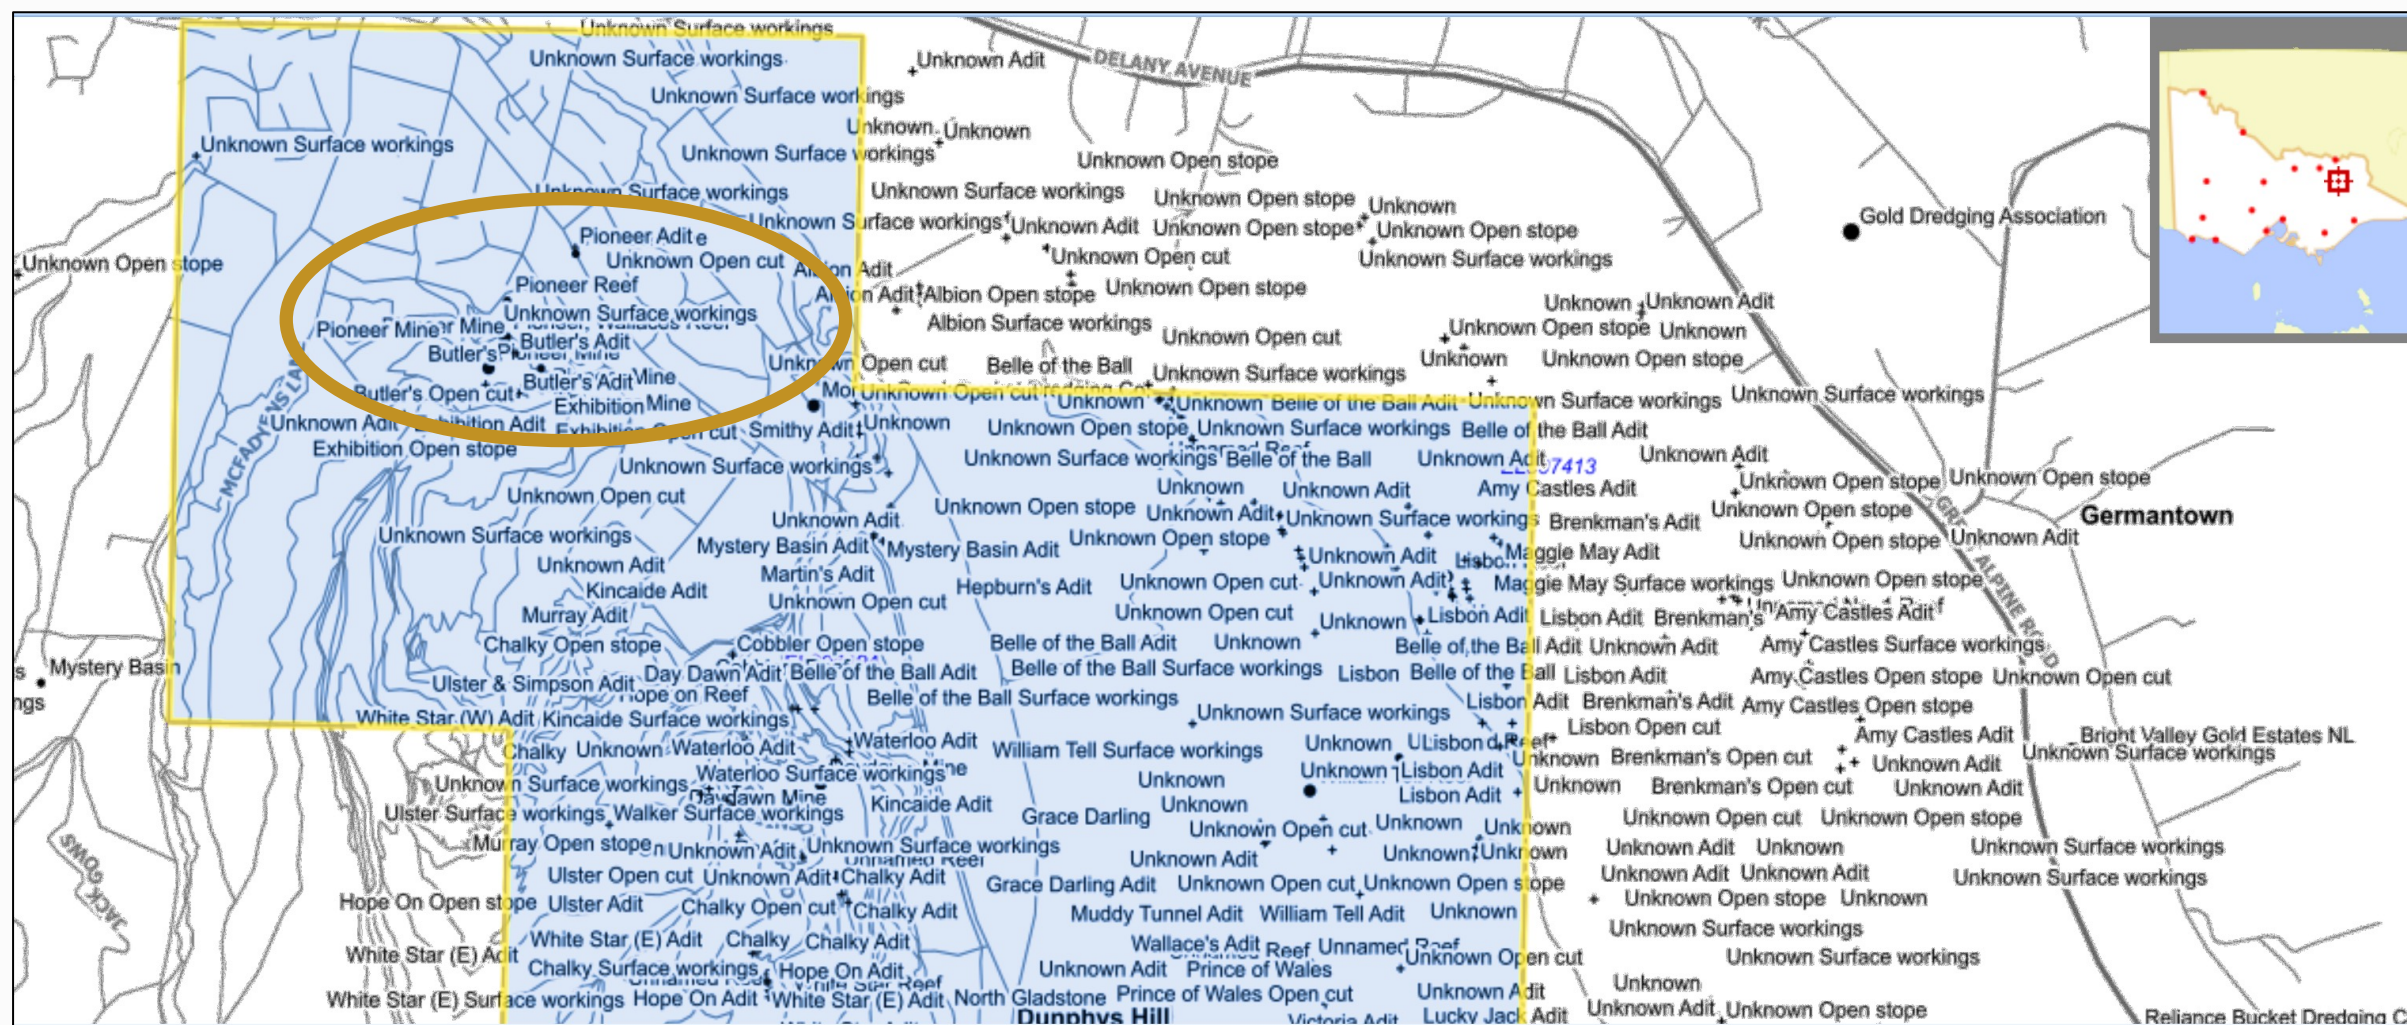 Unknown Surface workings
Unknown Surface workings
Unknown Adit
DELANY AVENUE
Unknown Surface workings
Unknown
Unknown
Unknown Surface workings
Unknown Surface workings
Unknown Open stope
Unknown Surface workings
Unknown Surface workings
Unknown Open stope
Unknown
Gold Dredging Association
Unknown Surface workings
Unknown Adit
Unknown Open stope
Unknown Open stope
Pioneer Adit
Unknown Open stope
Unknown Open cut
Albion Adit
Unknown Open cut
Unknown Surface workings
Pioneer Reef
Albion Adit
Albion Open stope
Unknown Open stope
Unknown
Unknown Adit
Pioneer Mine
Mine
Unknown Surface workings
Albion Surface workings
Unknown Open cut
Unknown Open stope
Unknown
Butler's
Butler's Adit
Unknown Open cut
Belle of the Ball
Unknown Surface workings
Unknown
Unknown Open stope
Butler's Open cut
Butler's Adit
Mine
Unknown Open cut
Unknown
Unknown
Belle of the Ball Adit
Unknown Surface workings
Unknown Surface workings
Exhibition
Mine
Unknown Adit
Exhibition Adit
Exhibition Open cut
Smithy Adit
Unknown
Unknown Open stope
Unknown Surface workings
Belle of the Ball Adit
MCFADYENS LAN
Exhibition Open stope
Unknown Surface workings
Unknown Surface workings
Belle of the Ball
Unknown Adit
Unknown Adit
Unknown Open cut
Unknown
Unknown Adit
Amy Castles Adit
Unknown Open stope
Unknown Open stope
Unknown Adit
Unknown Open stope
Unknown Adit
Unknown Surface workings
Brenkman's Adit
Unknown Open stope
Germantown
Unknown Surface workings
Mystery Basin Adit
Mystery Basin Adit
Unknown Open stope
Unknown Adit
Maggie May Adit
Unknown Open stope
Unknown Adit
Unknown Adit
Martin's Adit
Hepburn's Adit
Unknown Open cut
Unknown Adit
Maggie May Surface workings
Unknown Open stope
ALPINE
Kincaide Adit
Unknown Open cut
Murray Adit
Unknown Open cut
Unknown
Lisbon Adit
Lisbon Adit
Brenkman's
Amy Castles Adit
Chalky Open stope
Cobbler Open stope
Belle of the Ball Adit
Unknown
Belle of the Ball Adit
Unknown Adit
Amy Castles Surface workings
Mystery Basin
Day Dawn Adit
Belle of the Ball Adit
Belle of the Ball Surface workings
Lisbon
Belle of the Ball
Lisbon Adit
Amy Castles Open stope
Unknown Open cut
Ulster & Simpson Adit
ope on Reef
Belle of the Ball Surface workings
Lisbon Adit
Brenkman's Adit
Amy Castles Open stope
ngs
White Star (W) Adit
Kincaide Surface workings
Unknown Surface workings
Lisbon Open cut
Chalky
Unknown
Waterloo Adit
Waterloo Adit
William Tell Surface workings
Unknown
Unknown
Brenkman's Open cut
Amy Castles Adit
Bright Valley Gold Estates NL
Unknown Surface workings
Unknown Surface workings
Waterloo Surface workings
Unknown
Unknown
Lisbon Adit
Unknown
Brenkman's Open cut
Unknown Adit
Unknown Adit
Daydawn Mine
Kincaide Adit
Unknown
Lisbon Adit
Ulster Surface workings
Walker Surface workings
Grace Darling
Unknown Open cut
Unknown
Unknown
Unknown Open cut
Unknown Open stope
JACK GOWS
Murray Open stope
Unknown Adit
Unknown Surface workings
Unknown Adit
Unknown
Unknown
Unknown Adit
Unknown
Unknown Surface workings
Ulster Open cut
Unknown Adit
Chalky Adit
Grace Darling Adit
Unknown Open cut
Unknown Open stope
Unknown Adit
Unknown Adit
Unknown Surface workings
Hope On Open stope
Ulster Adit
Chalky Open cut
Chalky Adit
Muddy Tunnel Adit
William Tell Adit
Unknown
Unknown Open stope
Unknown
White Star (E) Adit
Chalky
Chalky Adit
Wallace's Adit
Reef
Unnamed Reef
Unknown Surface workings
White Star (E) Adit
Chalky Surface workings
Hope On Adit
Unknown Adit
Prince of Wales
Unknown Open cut
Unknown Surface workings
White Star (E) Surface workings
Hope On Adit
White Star (E) Adit
North Gladstone
Prince of Wales Open cut
Unknown Adit
Unknown
Dunphys Hill
Victoria Adit
Lucky Jack Adit
Unknown Adit
Unknown Open stope
Reliance Bucket Dredging C